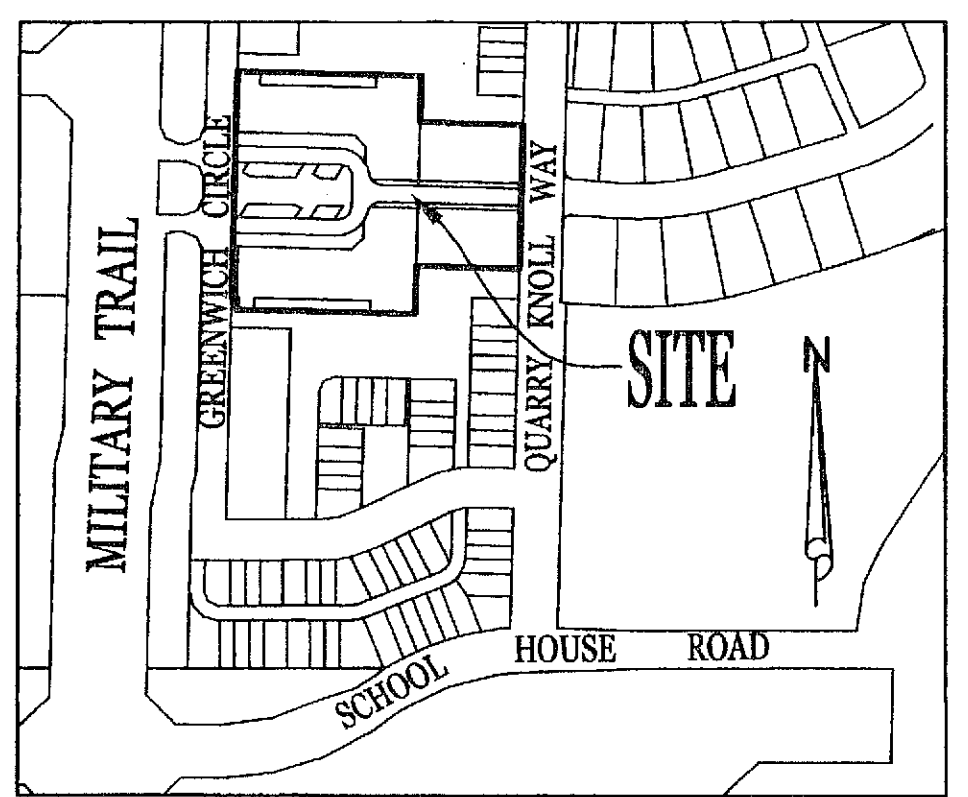 MILITARY TRAIL
GREENWICH CIRCLE
QUARRY KNOLL WAY
SITE
N
SCHOOL HOUSE ROAD